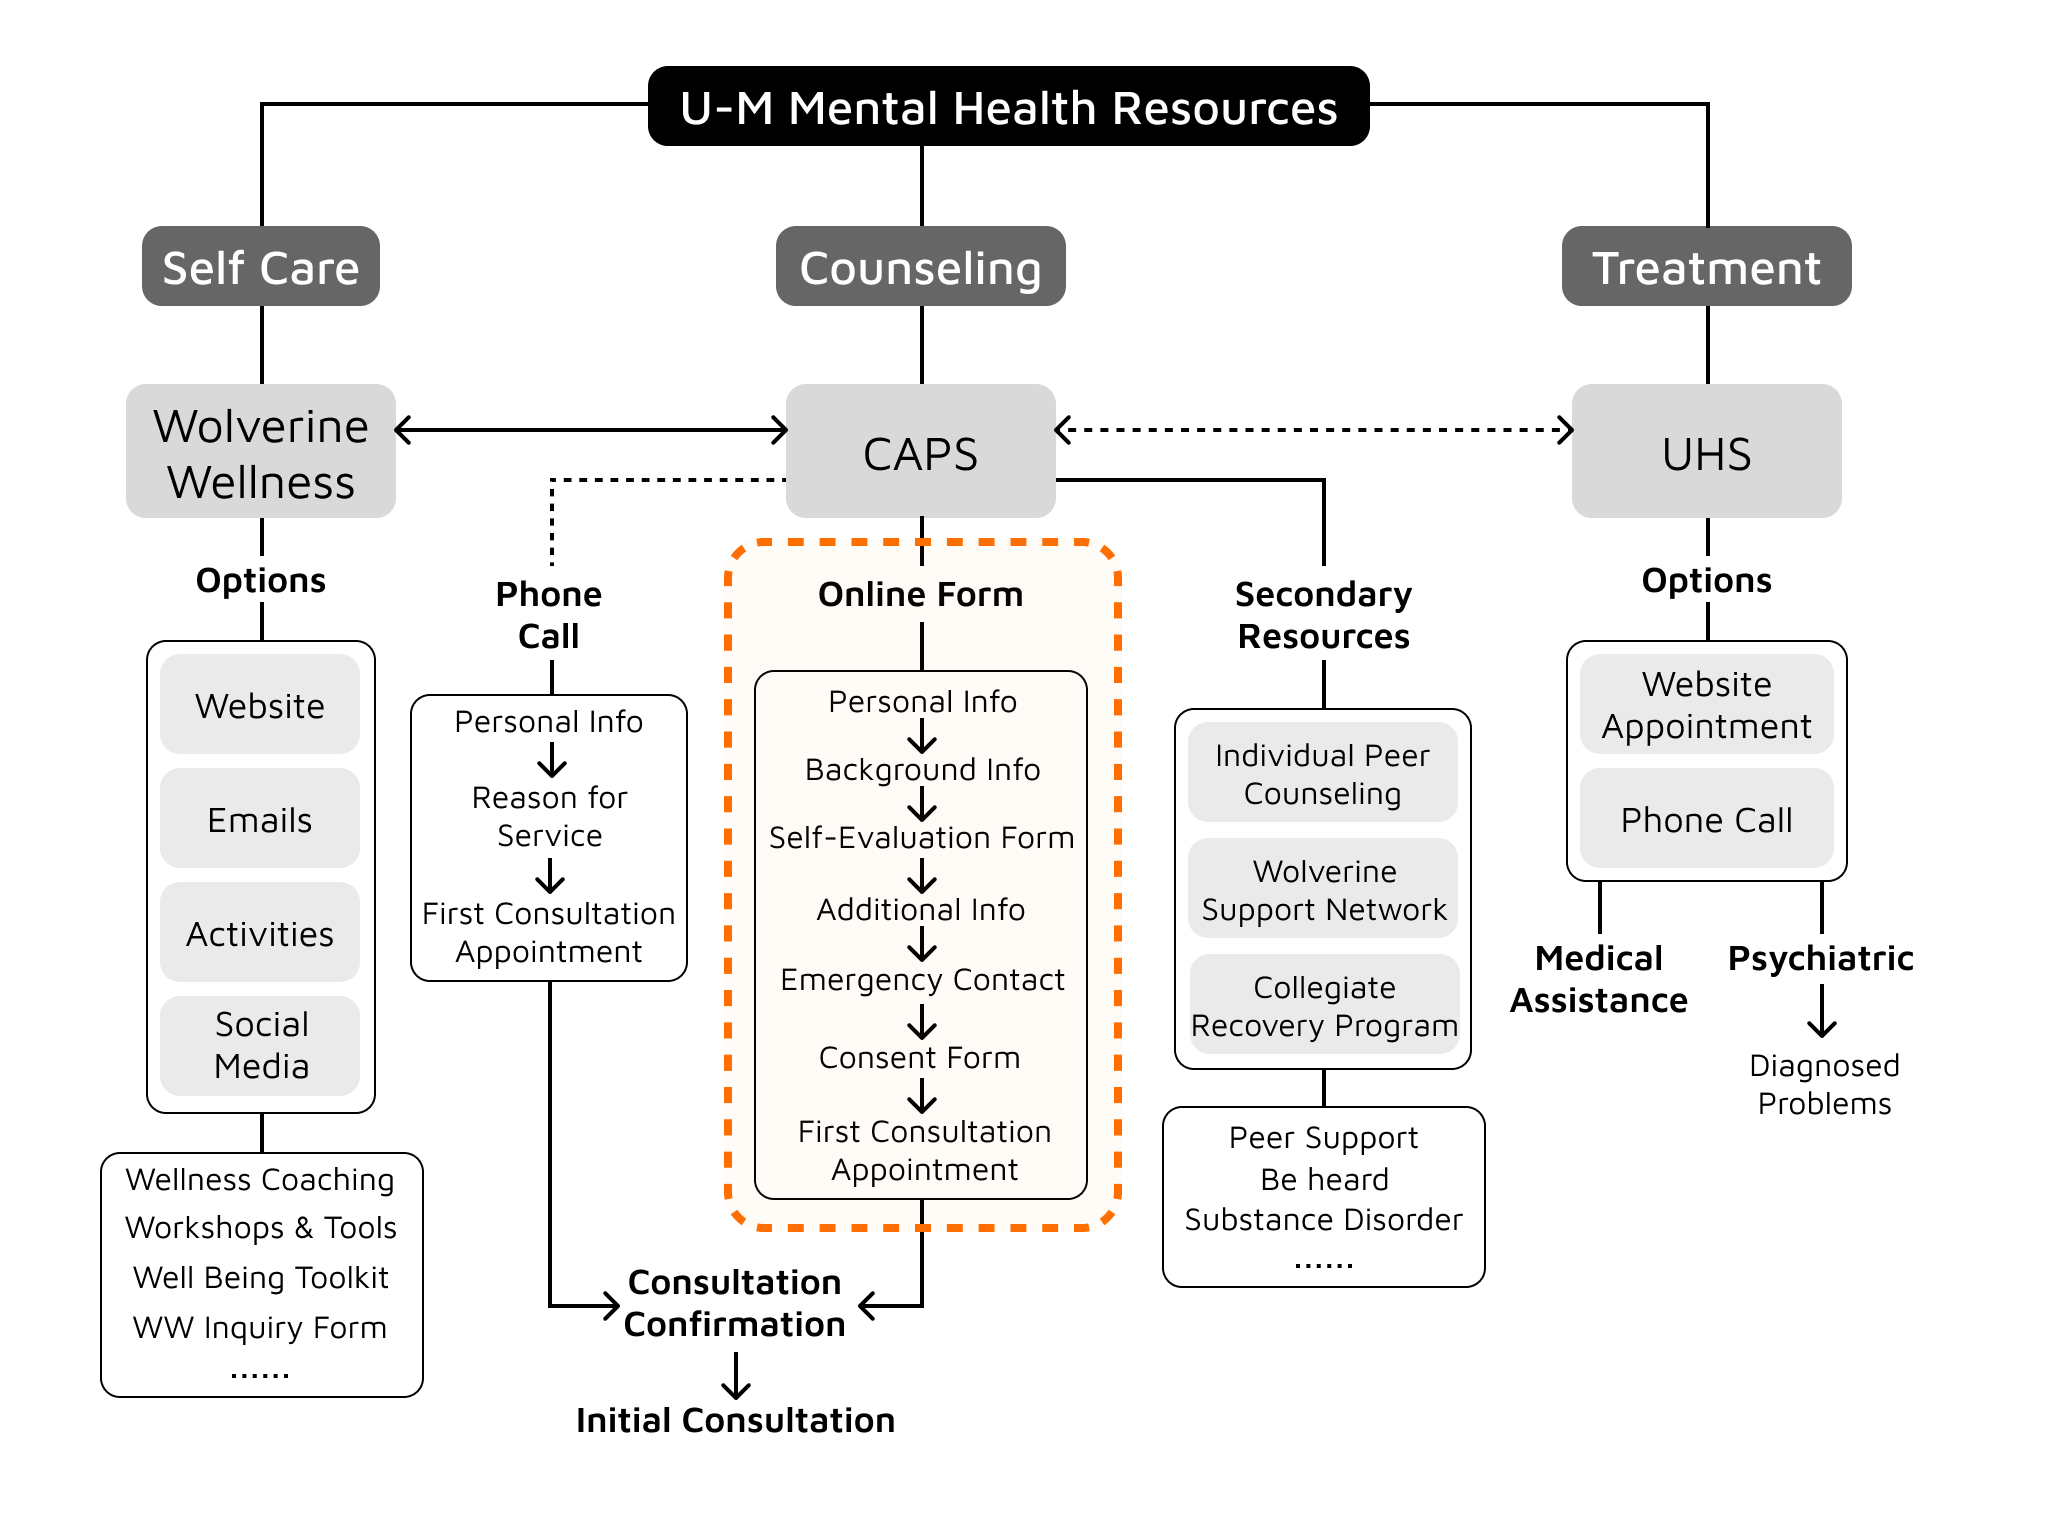 U-M Mental Health Resources
Self Care
Counseling
Treatment
Wolverine
Wellness
CAPS
UHS
Options
Website
Emails
Activities
Social
Media
Wellness Coaching
Workshops & Tools
Well Being Toolkit
WW Inquiry Form
......
Phone
Call
Personal Info
Reason for
Service
First Consultation
Appointment
Online Form
Personal Info
Background Info
Self-Evaluation Form
Additional Info
Emergency Contact
Consent Form
First Consultation
Appointment
Consultation
Confirmation
Initial Consultation
Secondary
Resources
Individual Peer
Counseling
Wolverine
Support Network
Collegiate
Recovery Program
Peer Support
Be heard
Substance Disorder
......
Options
Website
Appointment
Phone Call
Medical
Assistance
Psychiatric
Diagnosed
Problems